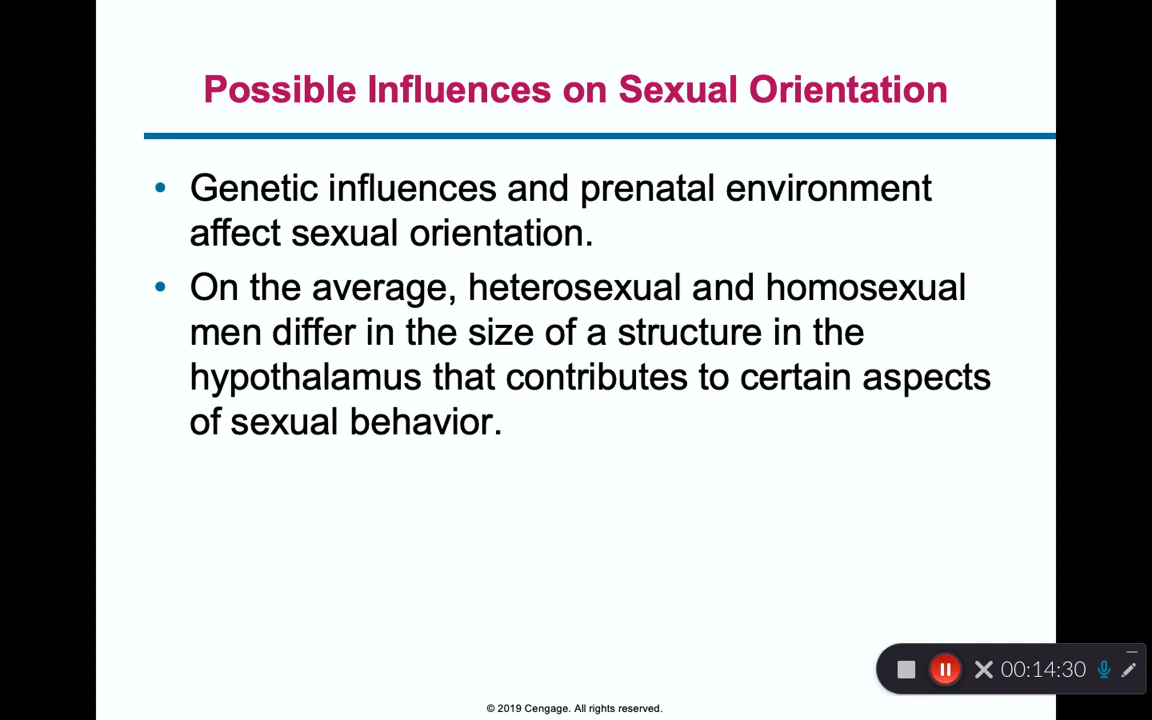 Possible Influences on Sexual Orientation
• Genetic influences and prenatal environment
affect sexual orientation.
• On the average, heterosexual and homosexual
men differ in the size of a structure in the
hypothalamus that contributes to certain aspects
of sexual behavior.
00:14:30
© 2019 Cengage. All rights reserved.